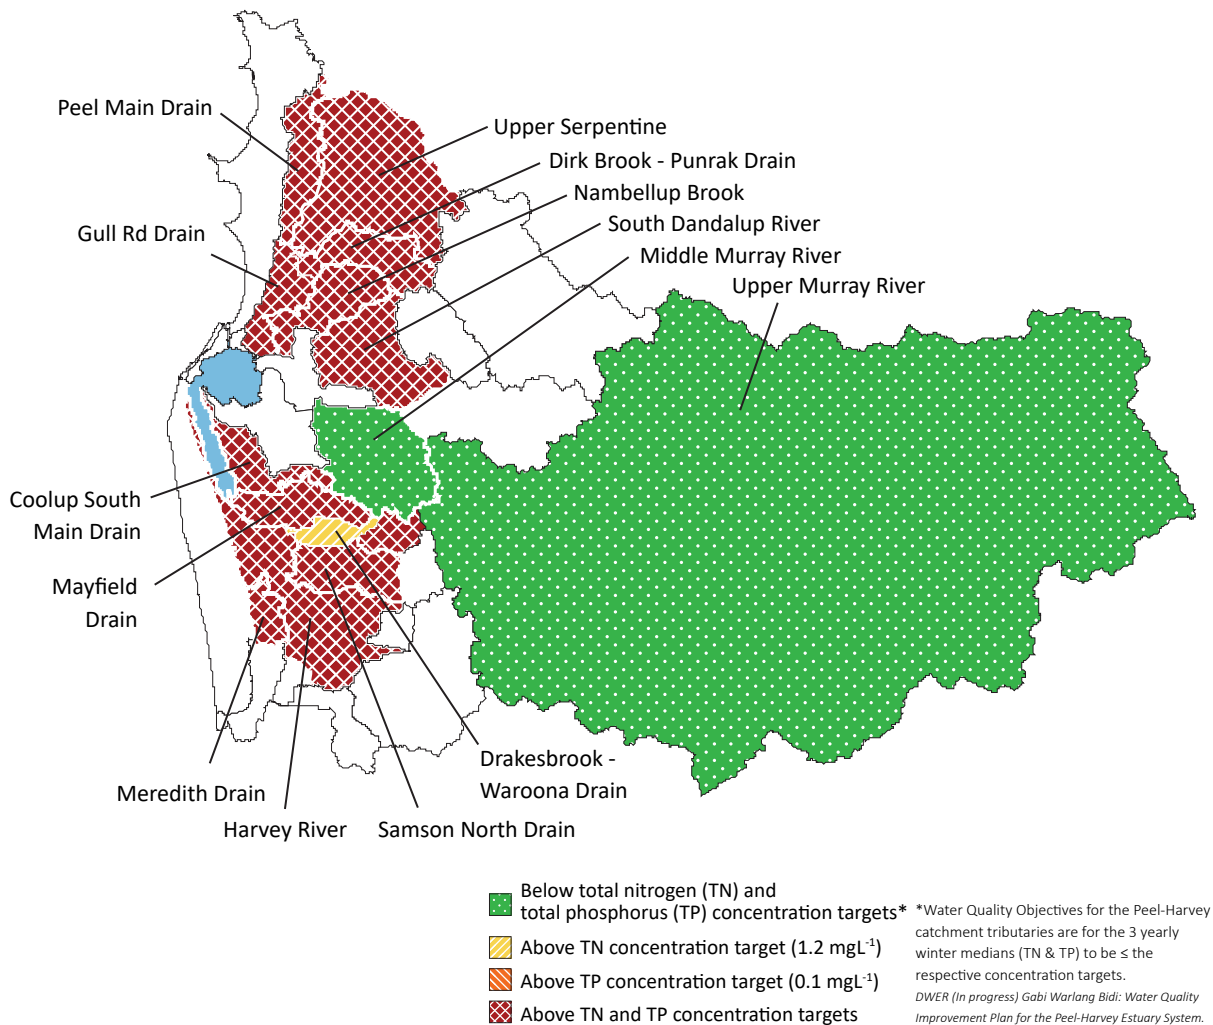 Peel Main Drain
Upper Serpentine
Dirk Brook - Punrak Drain
Nambellup Brook
Gull Rd Drain
South Dandalup River
Middle Murray River
Upper Murray River
Coolup South
Main Drain
Mayfield
Drain
Drakesbrook -
Waroona Drain
Meredith Drain
Harvey River
Samson North Drain
Below total nitrogen (TN) and
total phosphorus (TP) concentration targets*
Above TN concentration target (1.2 mgL⁻¹)
Above TP concentration target (0.1 mgL⁻¹)
Above TN and TP concentration targets
*Water Quality Objectives for the Peel-Harvey
catchment tributaries are for the 3 yearly
winter medians (TN & TP) to be ≤ the
respective concentration targets.
DWER (In progress) Gabi Warlang Bidi: Water Quality
Improvement Plan for the Peel-Harvey Estuary System.